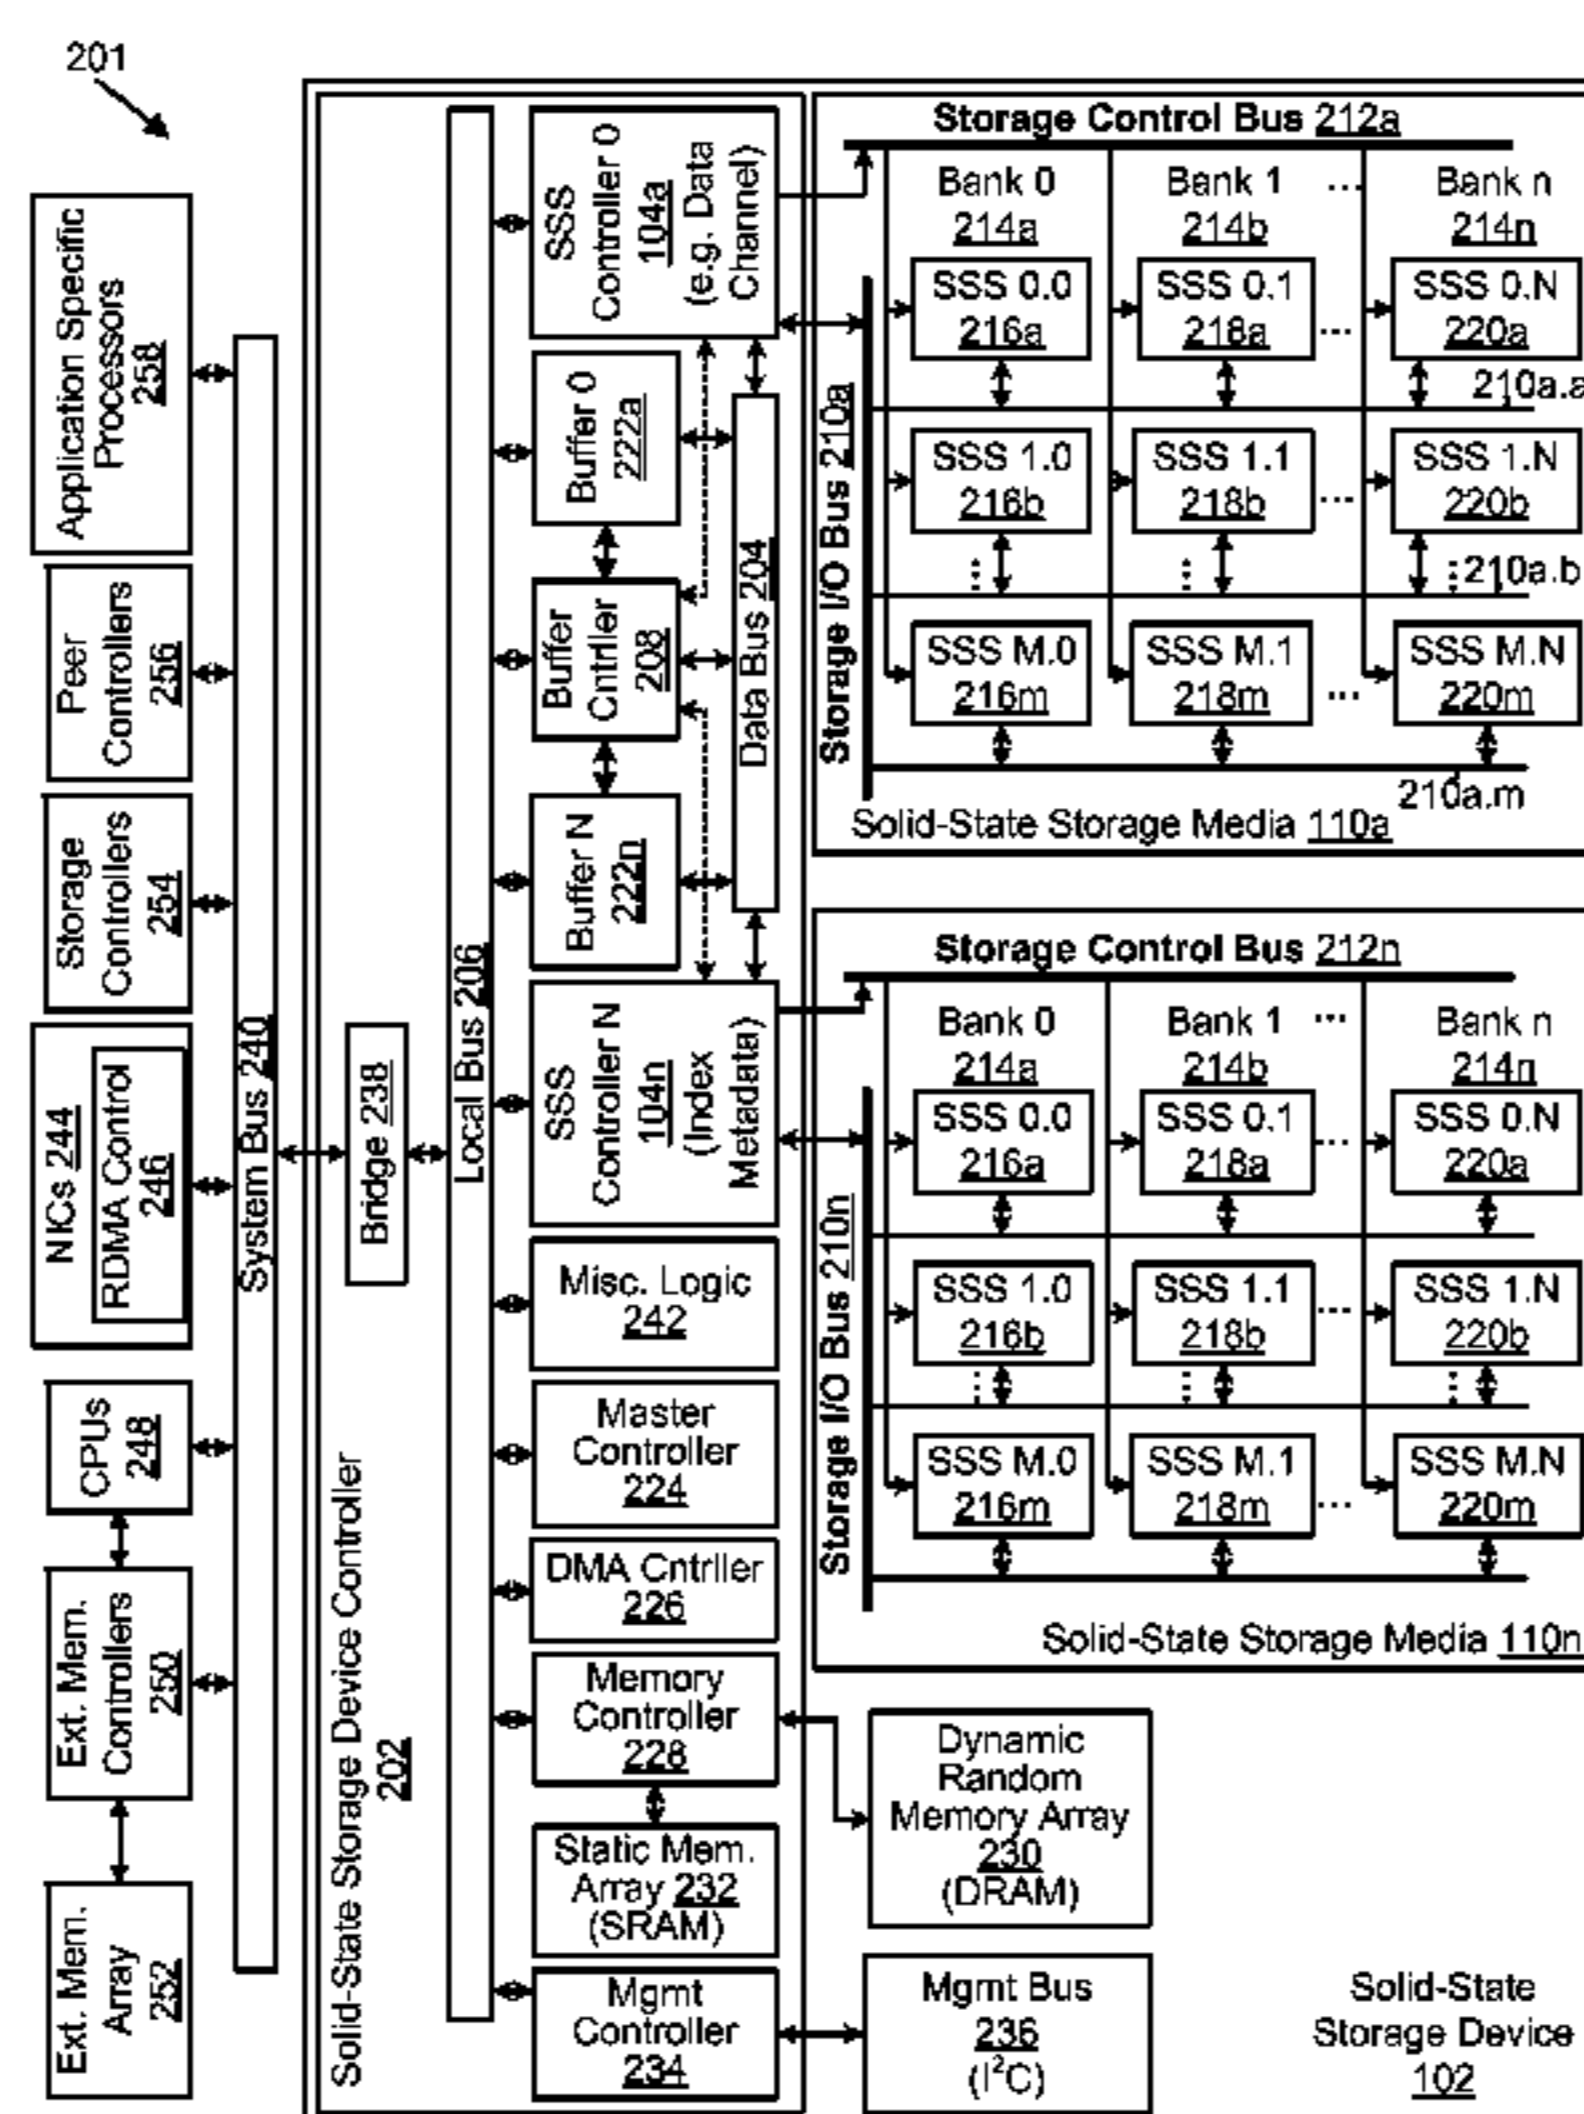 201
Application Specific
Processors
258
Peer
Controllers
256
Storage
Controllers
254
NICs 244
RDMA Control
246
CPUs
248
Ext. Mem.
Controllers
250
Ext. Mem.
Array
252
System Bus 240
Bridge 238
Solid-State Storage Device Controller
202
Local Bus 206
SSS
Controller 0
104a
(e.g. Data
Channel)
Buffer 0
222a
Buffer
Cntrller
208
Buffer N
222n
Data Bus 204
SSS
Controller N
104n
(Index
Metadata)
Misc. Logic
242
Master
Controller
224
DMA Cntrller
226
Memory
Controller
228
Static Mem.
Array 232
(SRAM)
Mgmt
Controller
234
Storage Control Bus 212a
Bank 0
214a
Bank 1
214b
...
Bank n
214n
Storage I/O Bus 210a
SSS 0.0
216a
SSS 0.1
218a
...
SSS 0.N
220a
210a.a
SSS 1.0
216b
SSS 1.1
218b
...
SSS 1.N
220b
210a.b
SSS M.0
216m
SSS M.1
218m
...
SSS M.N
220m
210a.m
Solid-State Storage Media 110a
Storage Control Bus 212n
Bank 0
214a
Bank 1
214b
...
Bank n
214n
Storage I/O Bus 210n
SSS 0.0
216a
SSS 0.1
218a
...
SSS 0.N
220a
SSS 1.0
216b
SSS 1.1
218b
...
SSS 1.N
220b
SSS M.0
216m
SSS M.1
218m
...
SSS M.N
220m
Solid-State Storage Media 110n
Dynamic
Random
Memory Array
230
(DRAM)
Mgmt Bus
236
(I²C)
Solid-State
Storage Device
102